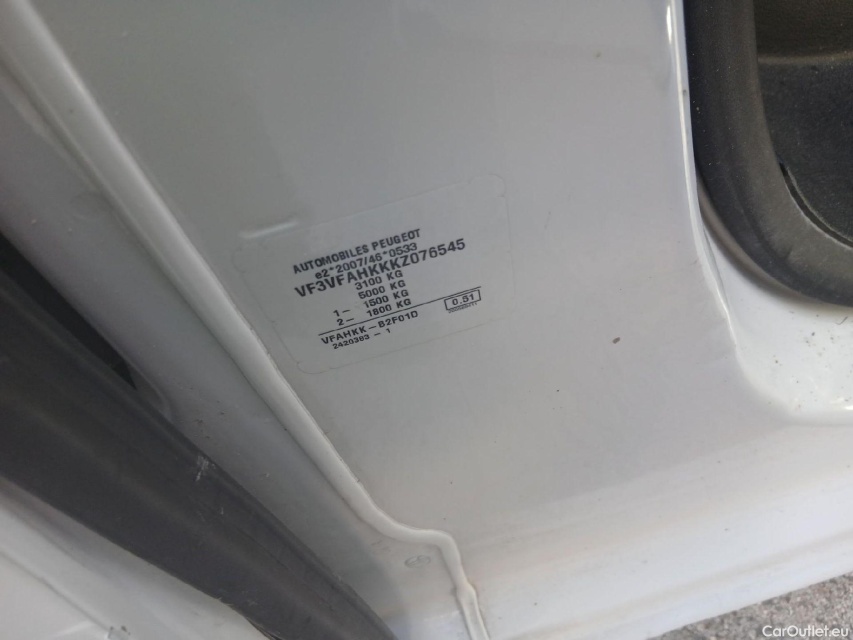 AUTOMOBILES PEUGEOT
e2*2007/46*0533
VF3VFAHKKKZ076545
3100 KG
5000 KG
1- 1500 KG
2- 1800 KG
0.51
VFAHKK-B2F01D
2420363 - 1
CarOutlet.eu